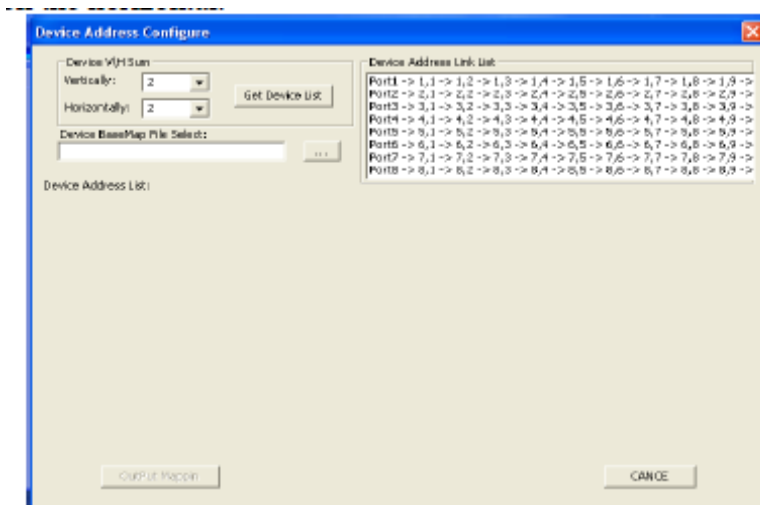 Device Address Configure
Device V/H Sum
Vertically: 2
Horizontally: 2
Get Device List
Device BaseMap File Select:
...
Device Address List:
Device Address Link List
Port1 -> 1,1 -> 1,2 -> 1,3 -> 1,4 -> 1,5 -> 1,6 -> 1,7 -> 1,8 -> 1,9 ->
Port2 -> 2,1 -> 2,2 -> 2,3 -> 2,4 -> 2,5 -> 2,6 -> 2,7 -> 2,8 -> 2,9 ->
Port3 -> 3,1 -> 3,2 -> 3,3 -> 3,4 -> 3,5 -> 3,6 -> 3,7 -> 3,8 -> 3,9 ->
Port4 -> 4,1 -> 4,2 -> 4,3 -> 4,4 -> 4,5 -> 4,6 -> 4,7 -> 4,8 -> 4,9 ->
Port5 -> 5,1 -> 5,2 -> 5,3 -> 5,4 -> 5,5 -> 5,6 -> 5,7 -> 5,8 -> 5,9 ->
Port6 -> 6,1 -> 6,2 -> 6,3 -> 6,4 -> 6,5 -> 6,6 -> 6,7 -> 6,8 -> 6,9 ->
Port7 -> 7,1 -> 7,2 -> 7,3 -> 7,4 -> 7,5 -> 7,6 -> 7,7 -> 7,8 -> 7,9 ->
Port8 -> 8,1 -> 8,2 -> 8,3 -> 8,4 -> 8,5 -> 8,6 -> 8,7 -> 8,8 -> 8,9 ->
OutPut Mappin
CANCE